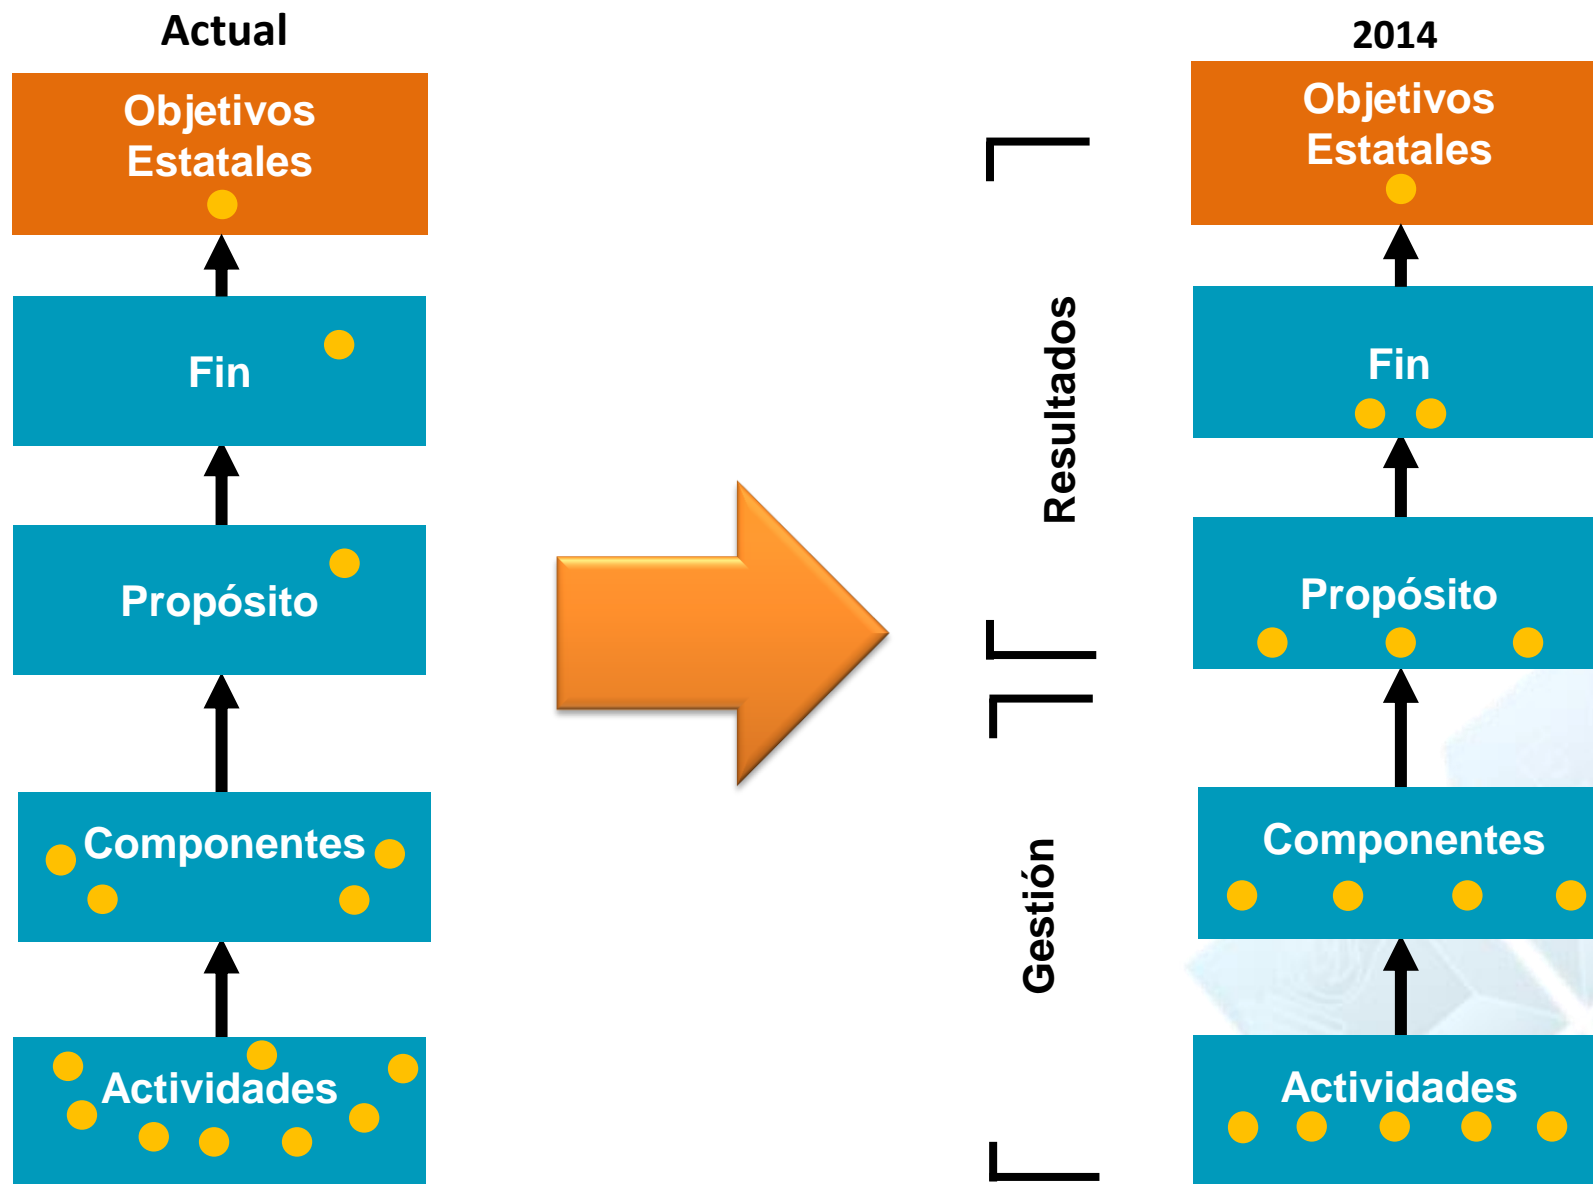 Actual
Objetivos
Estatales
Fin
Propósito
Componentes
Actividades
Resultados
Gestión
2014
Objetivos
Estatales
Fin
Propósito
Componentes
Actividades